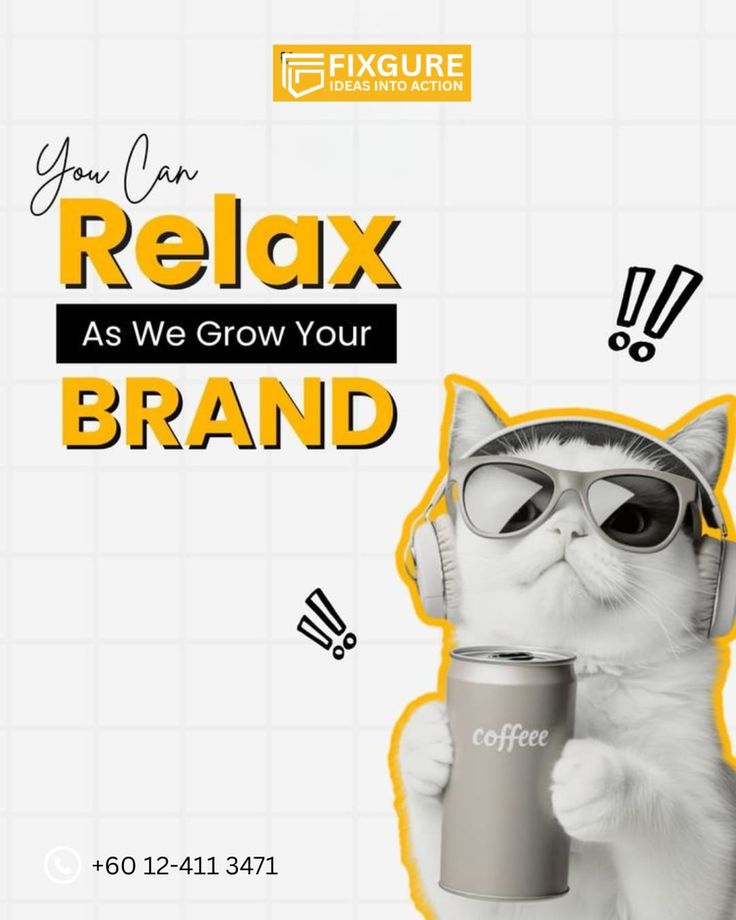 FIXGURE
IDEAS INTO ACTION
You Can
Relax
As We Grow Your
BRAND
coffeee
+60 12-411 3471